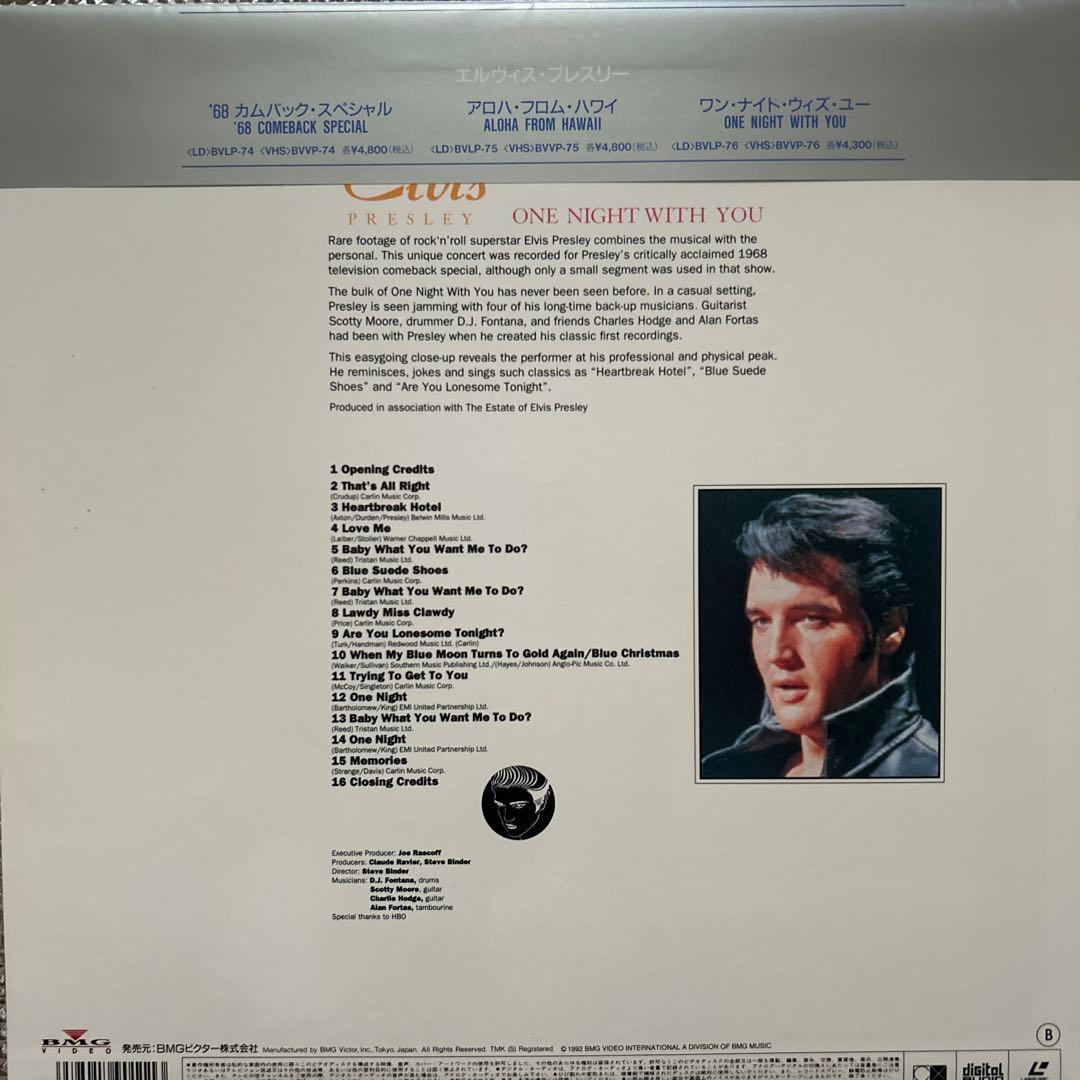 エルヴィス・プレスリー
'68 カムバック・スペシャル アロハ・フロム・ハワイ ワン・ナイト・ウィズ・ユー
'68 COMEBACK SPECIAL ALOHA FROM HAWAII ONE NIGHT WITH YOU
〈LD〉BVLP-74 〈VHS〉BVVP-74 各¥4,800(税込) 〈LD〉BVLP-75 〈VHS〉BVVP-75 各¥4,800(税込) 〈LD〉BVLP-76 〈VHS〉BVVP-76 各¥4,300(税込)
Elvis
PRESLEY ONE NIGHT WITH YOU
Rare footage of rock'n'roll superstar Elvis Presley combines the musical with the
personal. This unique concert was recorded for Presley's critically acclaimed 1968
television comeback special, although only a small segment was used in that show.
The bulk of One Night With You has never been seen before. In a casual setting,
Presley is seen jamming with four of his long-time back-up musicians. Guitarist
Scotty Moore, drummer D.J. Fontana, and friends Charles Hodge and Alan Fortas
had been with Presley when he created his classic first recordings.
This easygoing close-up reveals the performer at his professional and physical peak.
He reminisces, jokes and sings such classics as "Heartbreak Hotel", "Blue Suede
Shoes" and "Are You Lonesome Tonight".
Produced in association with The Estate of Elvis Presley
1 Opening Credits
2 That's All Right
(Crudup) Carlin Music Corp.
3 Heartbreak Hotel
(Axton/Durden/Presley) Belwin Mills Music Ltd.
4 Love Me
(Leiber/Stoller) Warner Chappell Music Ltd.
5 Baby What You Want Me To Do?
(Reed) Tristan Music Ltd.
6 Blue Suede Shoes
(Perkins) Carlin Music Corp.
7 Baby What You Want Me To Do?
(Reed) Tristan Music Ltd.
8 Lawdy Miss Clawdy
(Price) Carlin Music Corp.
9 Are You Lonesome Tonight?
(Turk/Handman) Redwood Music Ltd. (Carlin)
10 When My Blue Moon Turns To Gold Again/Blue Christmas
(Walker/Sullivan) Southern Music Publishing Ltd./(Hayes/Johnson) Anglo-Pic Music Co. Ltd.
11 Trying To Get To You
(McCoy/Singleton) Carlin Music Corp.
12 One Night
(Bartholomew/King) EMI United Partnership Ltd.
13 Baby What You Want Me To Do?
(Reed) Tristan Music Ltd.
14 One Night
(Bartholomew/King) EMI United Partnership Ltd.
15 Memories
(Strange/Davis) Carlin Music Corp.
16 Closing Credits
Executive Producer: Joe Rascoff
Producers: Claude Ravier, Steve Binder
Director: Steve Binder
Musicians: D.J. Fontana, drums
Scotty Moore, guitar
Charlie Hodge, guitar
Alan Fortas, tambourine
Special thanks to HBO
B
BMG
VIDEO 発売元:BMGビクター株式会社 Manufactured by BMG Victor, Inc., Tokyo, Japan. All Rights Reserved. TMK (S) Registered. ©1992 BMG VIDEO INTERNATIONAL A DIVISION OF BMG MUSIC
digital